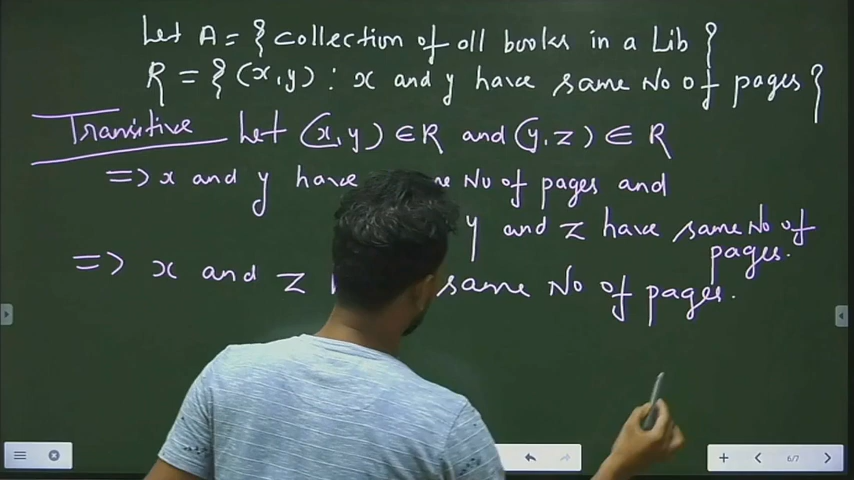 Let A = { collection of all books in a Lib }
R = { (x,y) : x and y have same No of pages }
Transitive Let (x,y) ∈ R and (y,z) ∈ R
=> x and y have No of pages and
y and z have same No of
pages.
=> x and z same No of pages.
6/7